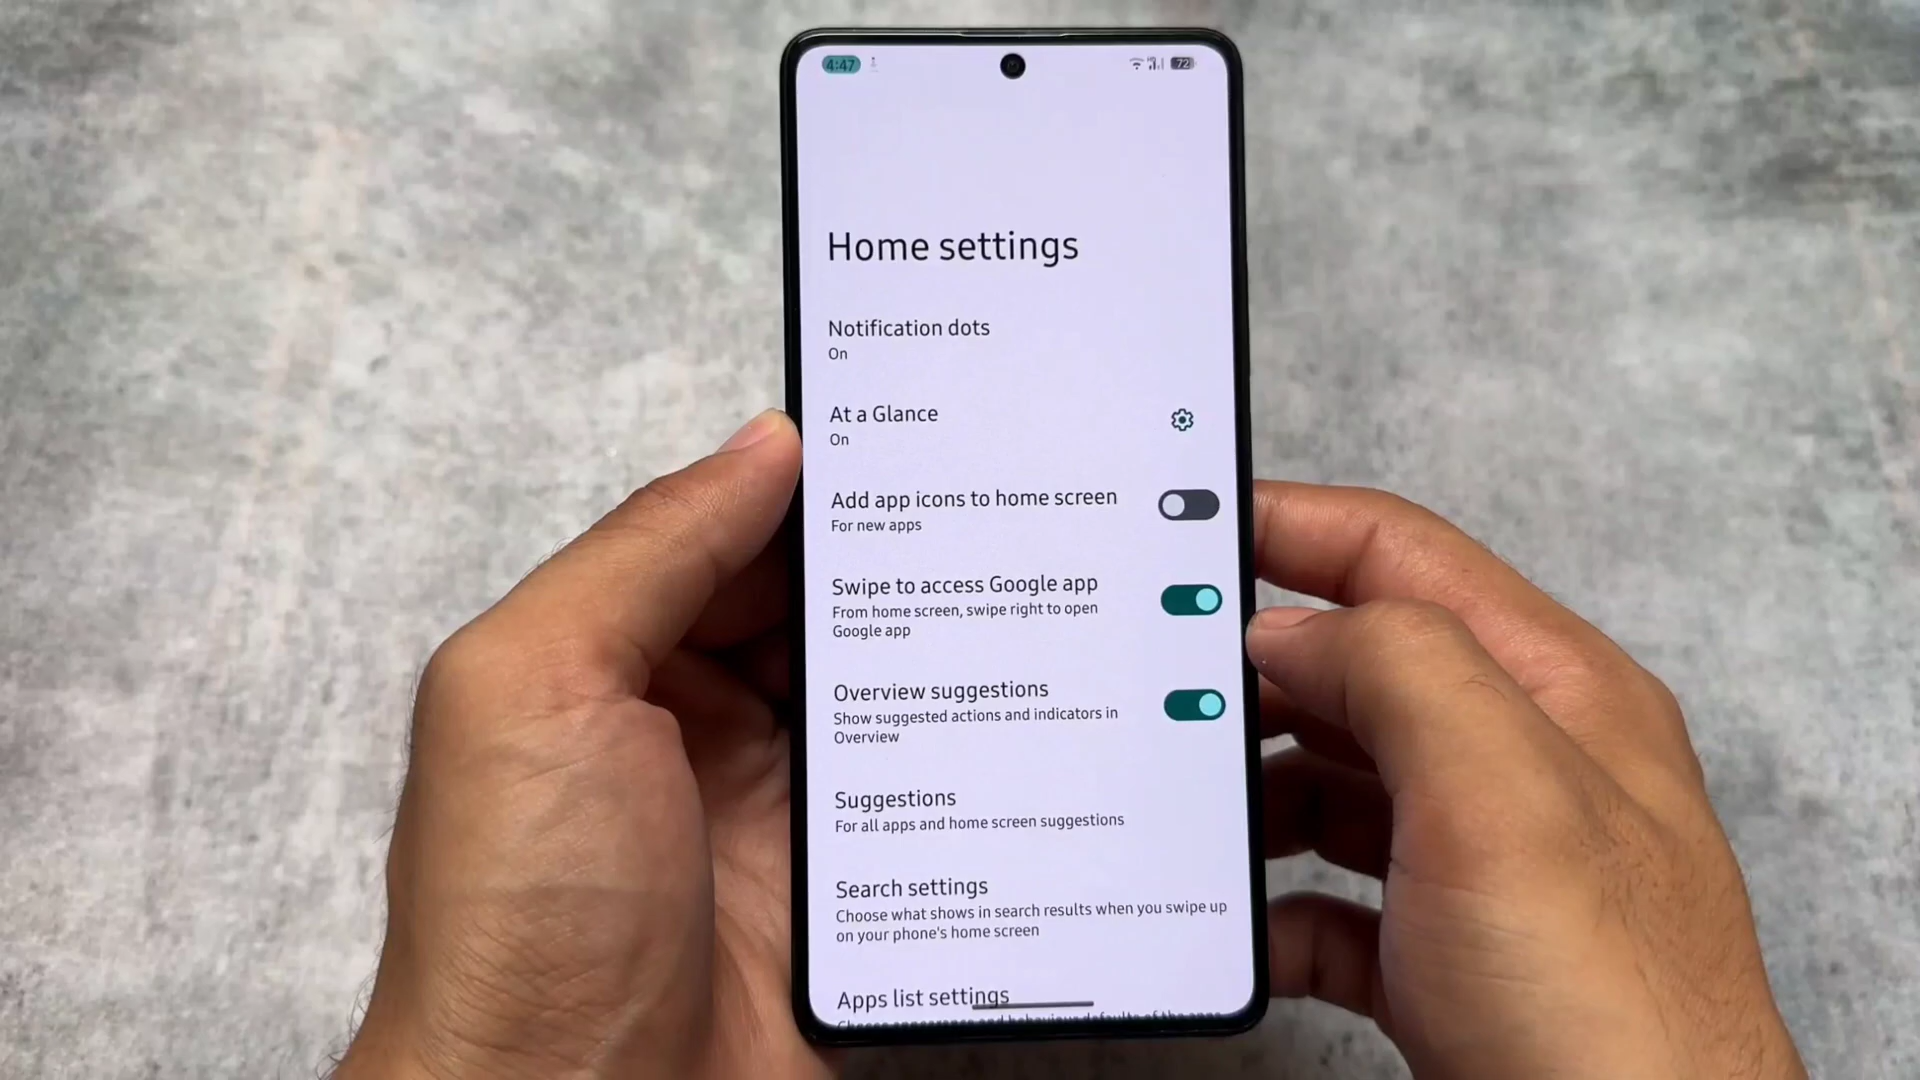 4:47
72
Home settings
Notification dots
On
At a Glance
On
Add app icons to home screen
For new apps
Swipe to access Google app
From home screen, swipe right to open
Google app
Overview suggestions
Show suggested actions and indicators in
Overview
Suggestions
For all apps and home screen suggestions
Search settings
Choose what shows in search results when you swipe up
on your phone's home screen
Apps list settings